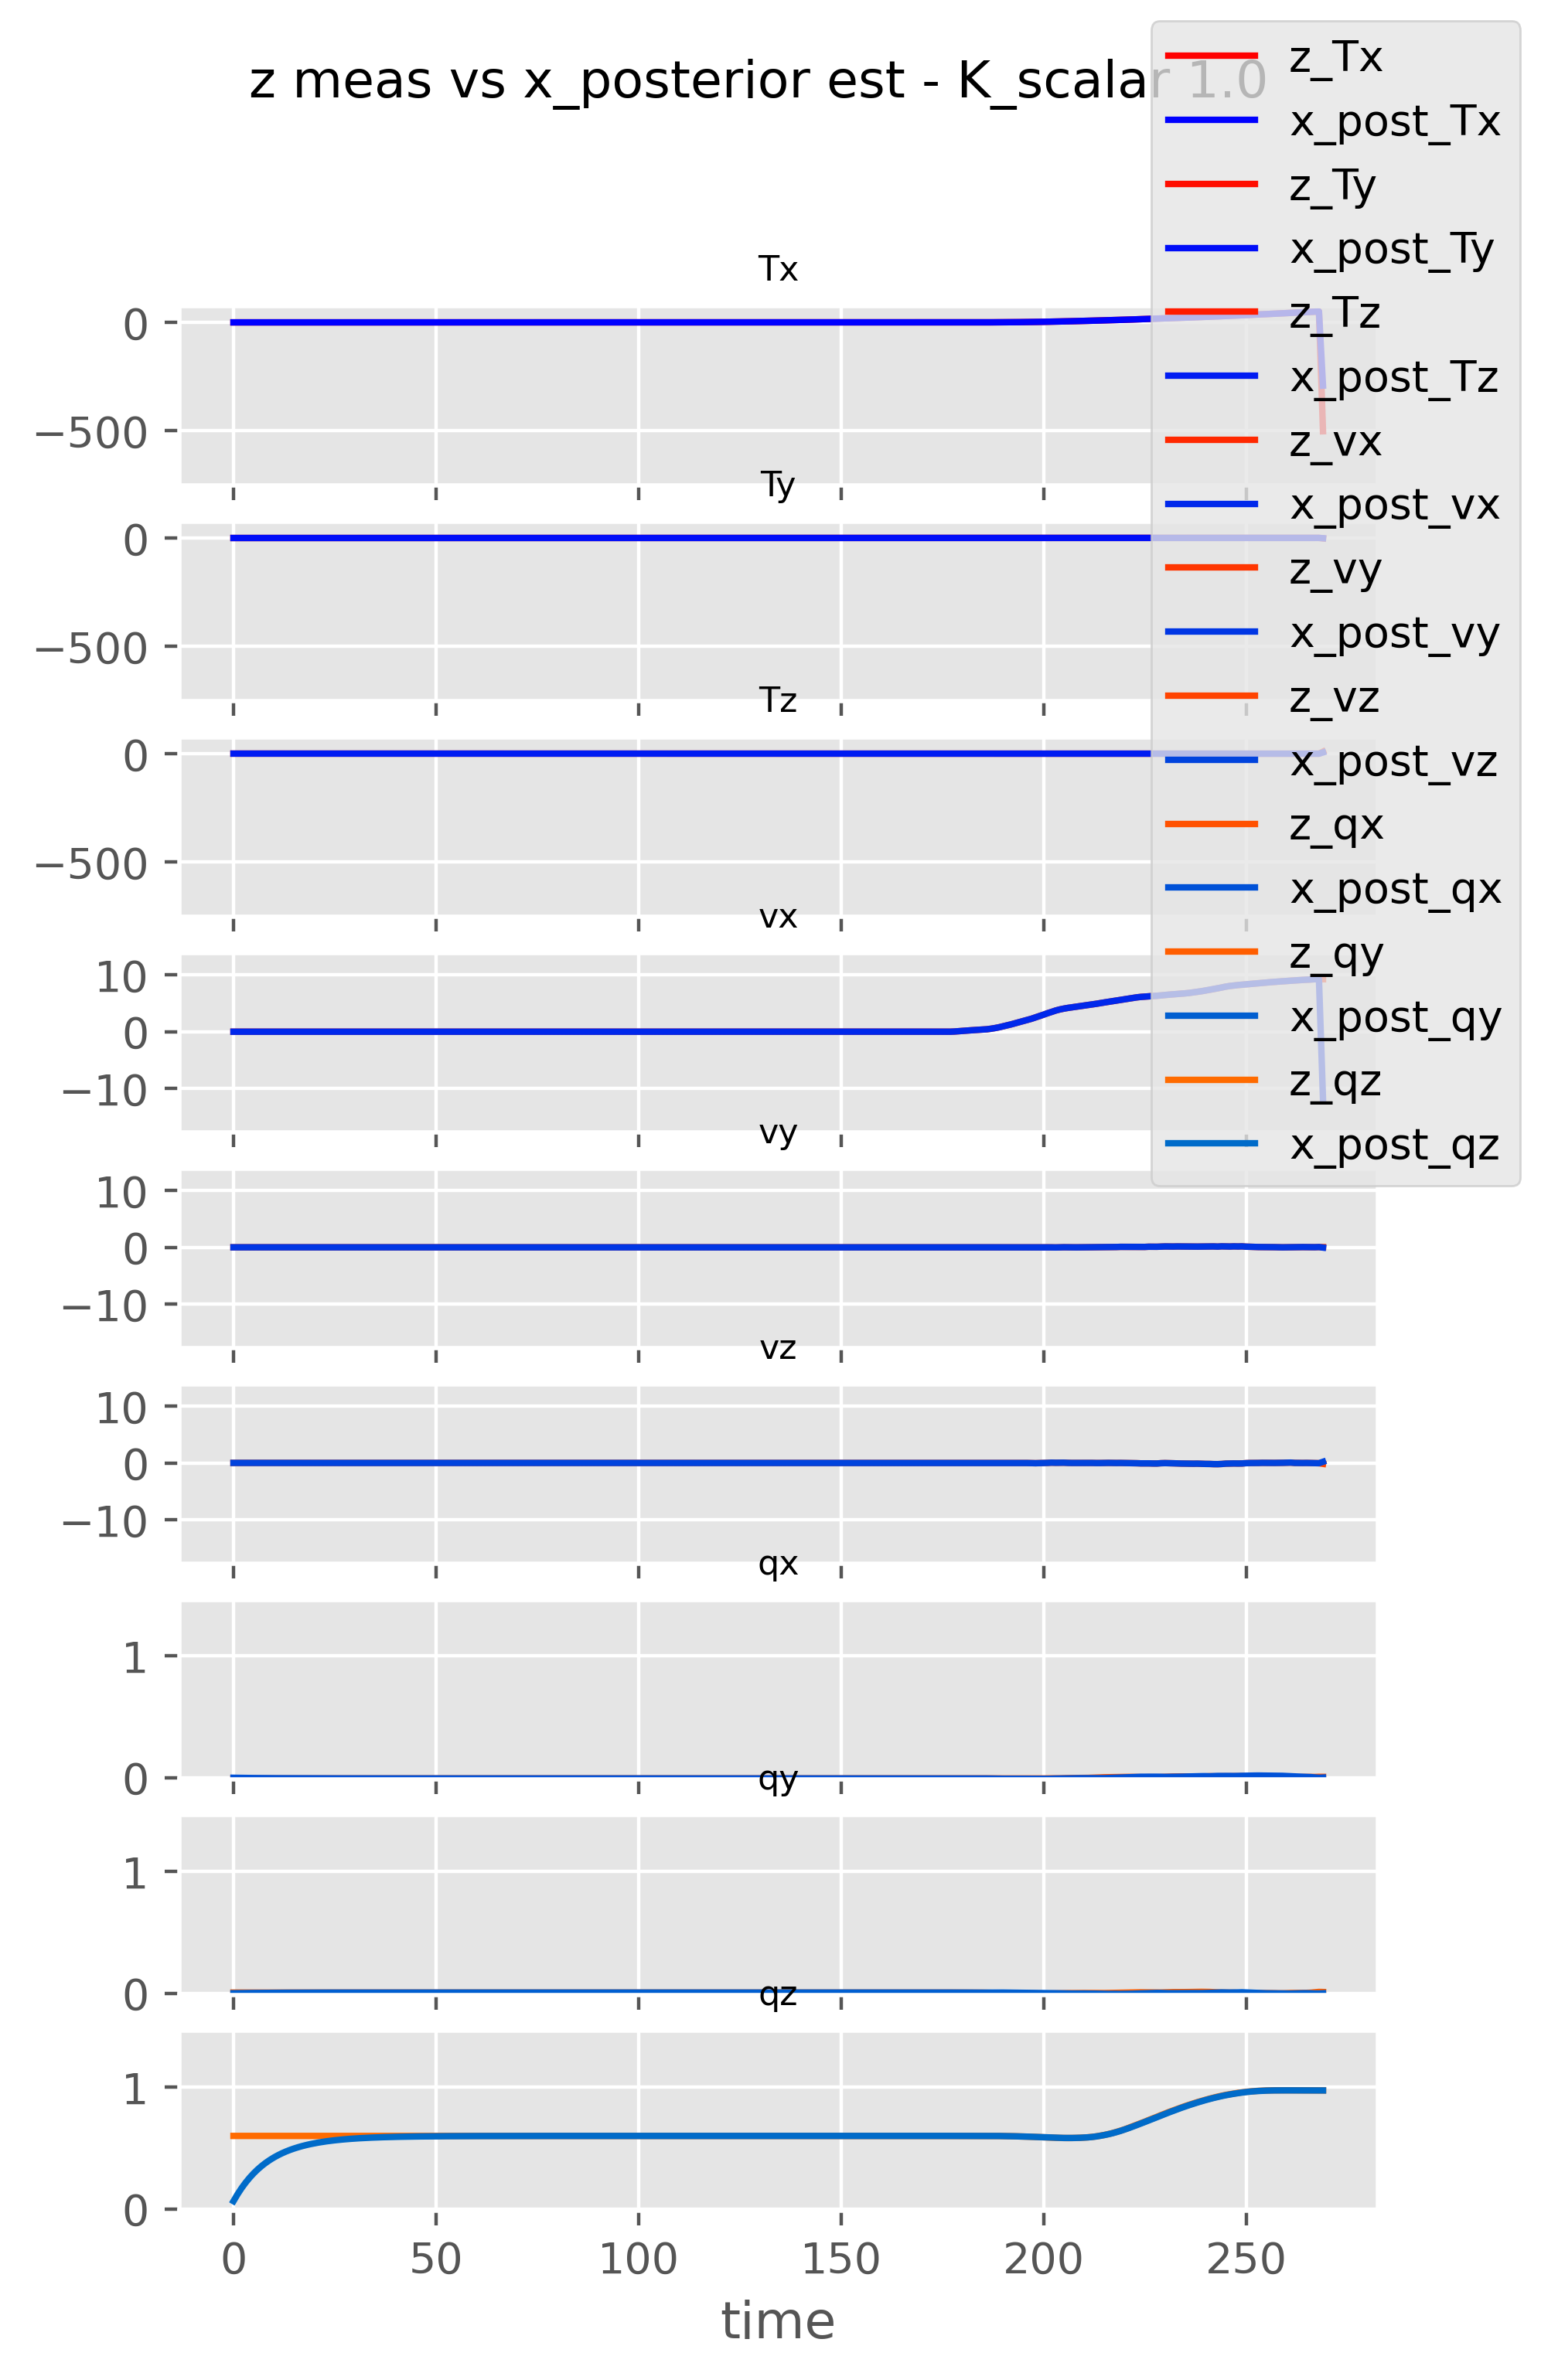 z meas vs x_posterior est - K_scalar 1.0
z_Tx
x_post_Tx
z_Ty
x_post_Ty
z_Tz
x_post_Tz
z_vx
x_post_vx
z_vy
x_post_vy
z_vz
x_post_vz
z_qx
x_post_qx
z_qy
x_post_qy
z_qz
x_post_qz
Tx
0
−500
Ty
0
−500
Tz
0
−500
vx
10
0
−10
vy
10
0
−10
vz
10
0
−10
qx
1
0
qy
1
0
qz
1
0
0 50 100 150 200 250
time